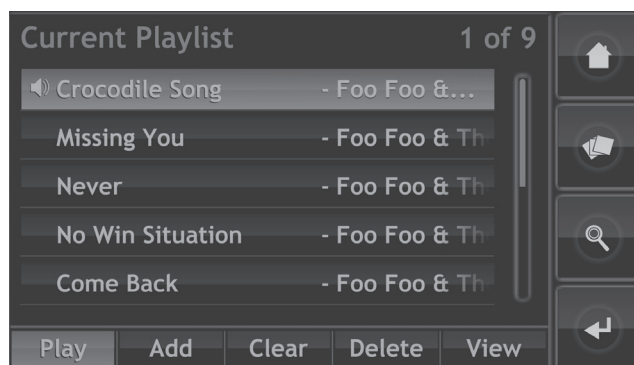 Current Playlist 1 of 9
Crocodile Song - Foo Foo &...
Missing You - Foo Foo & Th
Never - Foo Foo & Th
No Win Situation - Foo Foo & Th
Come Back - Foo Foo & Th
Play Add Clear Delete View